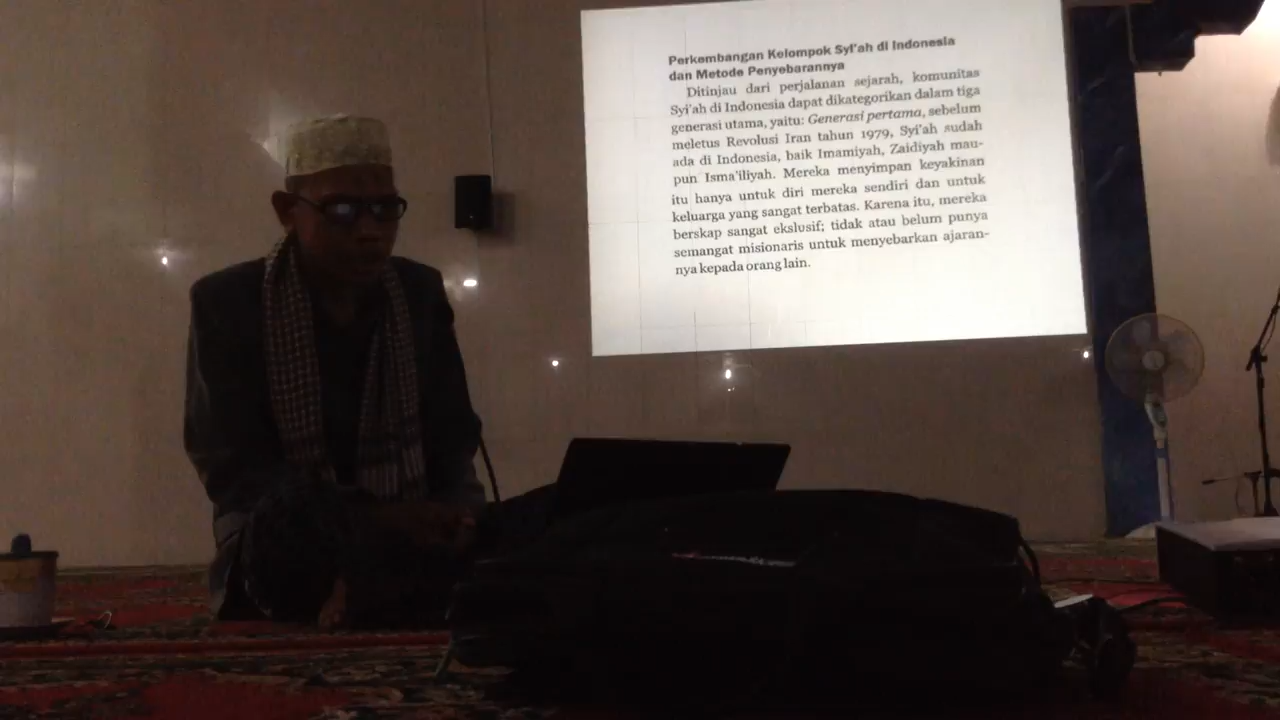 Perkembangan Kelompok Syi'ah di Indonesia
dan Metode Penyebarannya
Ditinjau dari perjalanan sejarah, komunitas
Syi'ah di Indonesia dapat dikategorikan dalam tiga
generasi utama, yaitu: Generasi pertama, sebelum
meletus Revolusi Iran tahun 1979, Syi'ah sudah
ada di Indonesia, baik Imamiyah, Zaidiyah mau-
pun Isma'iliyah. Mereka menyimpan keyakinan
itu hanya untuk diri mereka sendiri dan untuk
keluarga yang sangat terbatas. Karena itu, mereka
berskap sangat ekslusif; tidak atau belum punya
semangat misionaris untuk menyebarkan ajaran-
nya kepada orang lain.